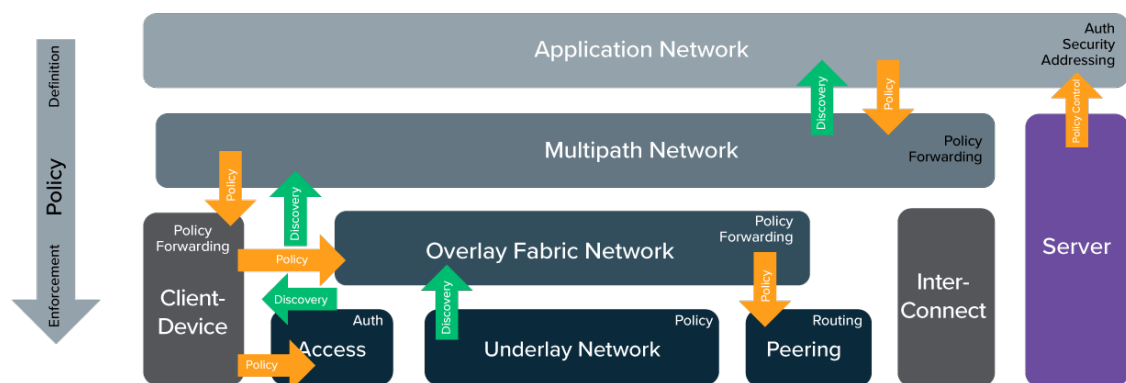 Application Network
Auth
Security
Addressing
Definition
Policy
Enforcement
Discovery
Policy
Policy Control
Multipath Network
Policy
Forwarding
Policy
Discovery
Policy
Forwarding
Client-
Device
Policy
Overlay Fabric Network
Policy
Forwarding
Inter-
Connect
Server
Discovery
Discovery
Policy
Auth
Access
Policy
Policy
Underlay Network
Routing
Peering